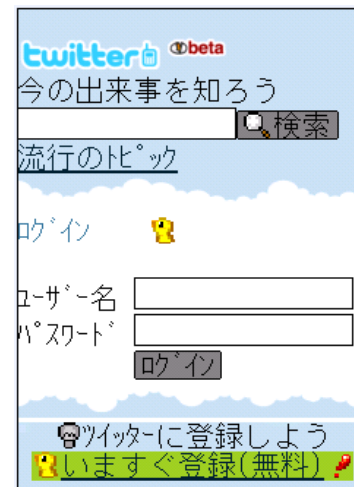 twitter beta
今の出来事を知ろう
検索
流行のﾄﾋﾟｯｸ
ﾛｸﾞｲﾝ
ﾕｰｻﾞｰ名
ﾊﾟｽﾜｰﾄﾞ
ﾛｸﾞｲﾝ
ﾂｲｯﾀｰに登録しよう
いますぐ登録(無料)